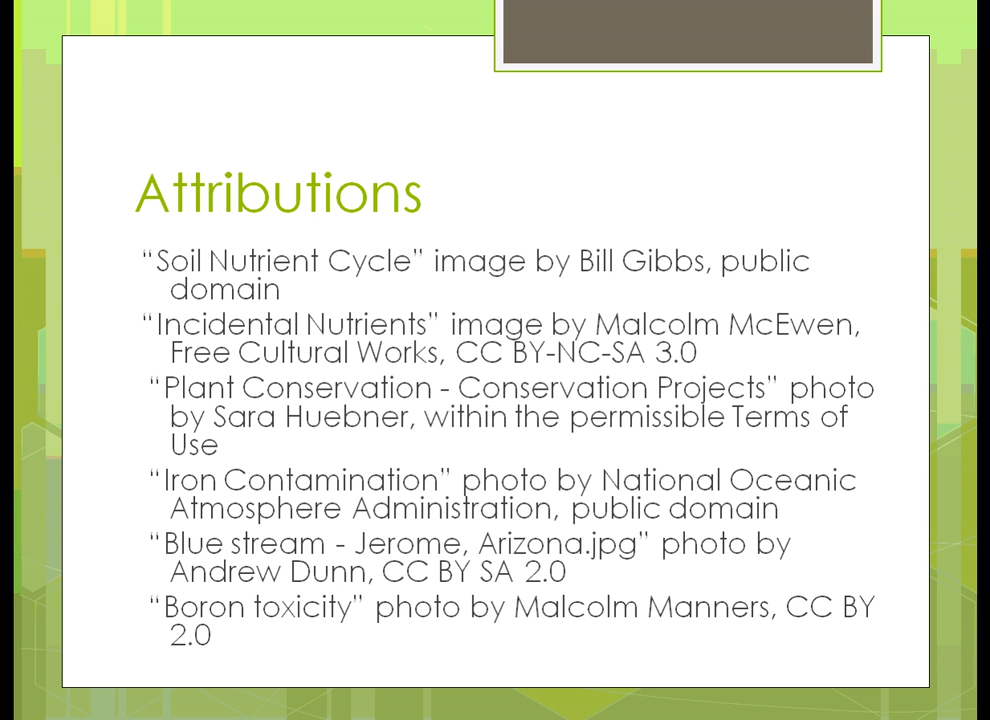 Attributions
“Soil Nutrient Cycle” image by Bill Gibbs, public
domain
“Incidental Nutrients” image by Malcolm McEwen,
Free Cultural Works, CC BY-NC-SA 3.0
“Plant Conservation - Conservation Projects” photo
by Sara Huebner, within the permissible Terms of
Use
“Iron Contamination” photo by National Oceanic
Atmosphere Administration, public domain
“Blue stream - Jerome, Arizona.jpg” photo by
Andrew Dunn, CC BY SA 2.0
“Boron toxicity” photo by Malcolm Manners, CC BY
2.0